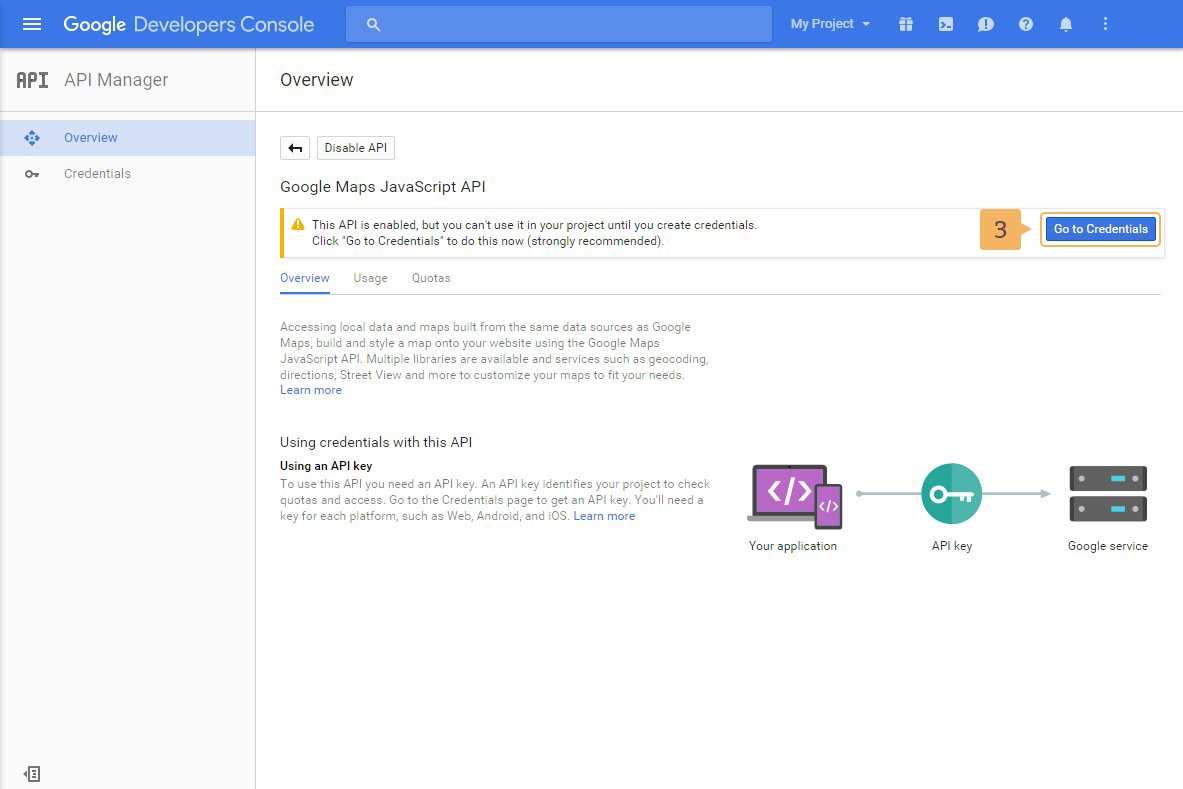 Google Developers Console
My Project
API API Manager
Overview
Overview
Credentials
Disable API
Google Maps JavaScript API
This API is enabled, but you can't use it in your project until you create credentials.
Click "Go to Credentials" to do this now (strongly recommended).
3
Go to Credentials
Overview Usage Quotas
Accessing local data and maps built from the same data sources as Google
Maps, build and style a map onto your website using the Google Maps
JavaScript API. Multiple libraries are available and services such as geocoding,
directions, Street View and more to customize your maps to fit your needs.
Learn more
Using credentials with this API
Using an API key
To use this API you need an API key. An API key identifies your project to check
quotas and access. Go to the Credentials page to get an API key. You'll need a
key for each platform, such as Web, Android, and iOS. Learn more
</>
</>
Your application
API key
Google service